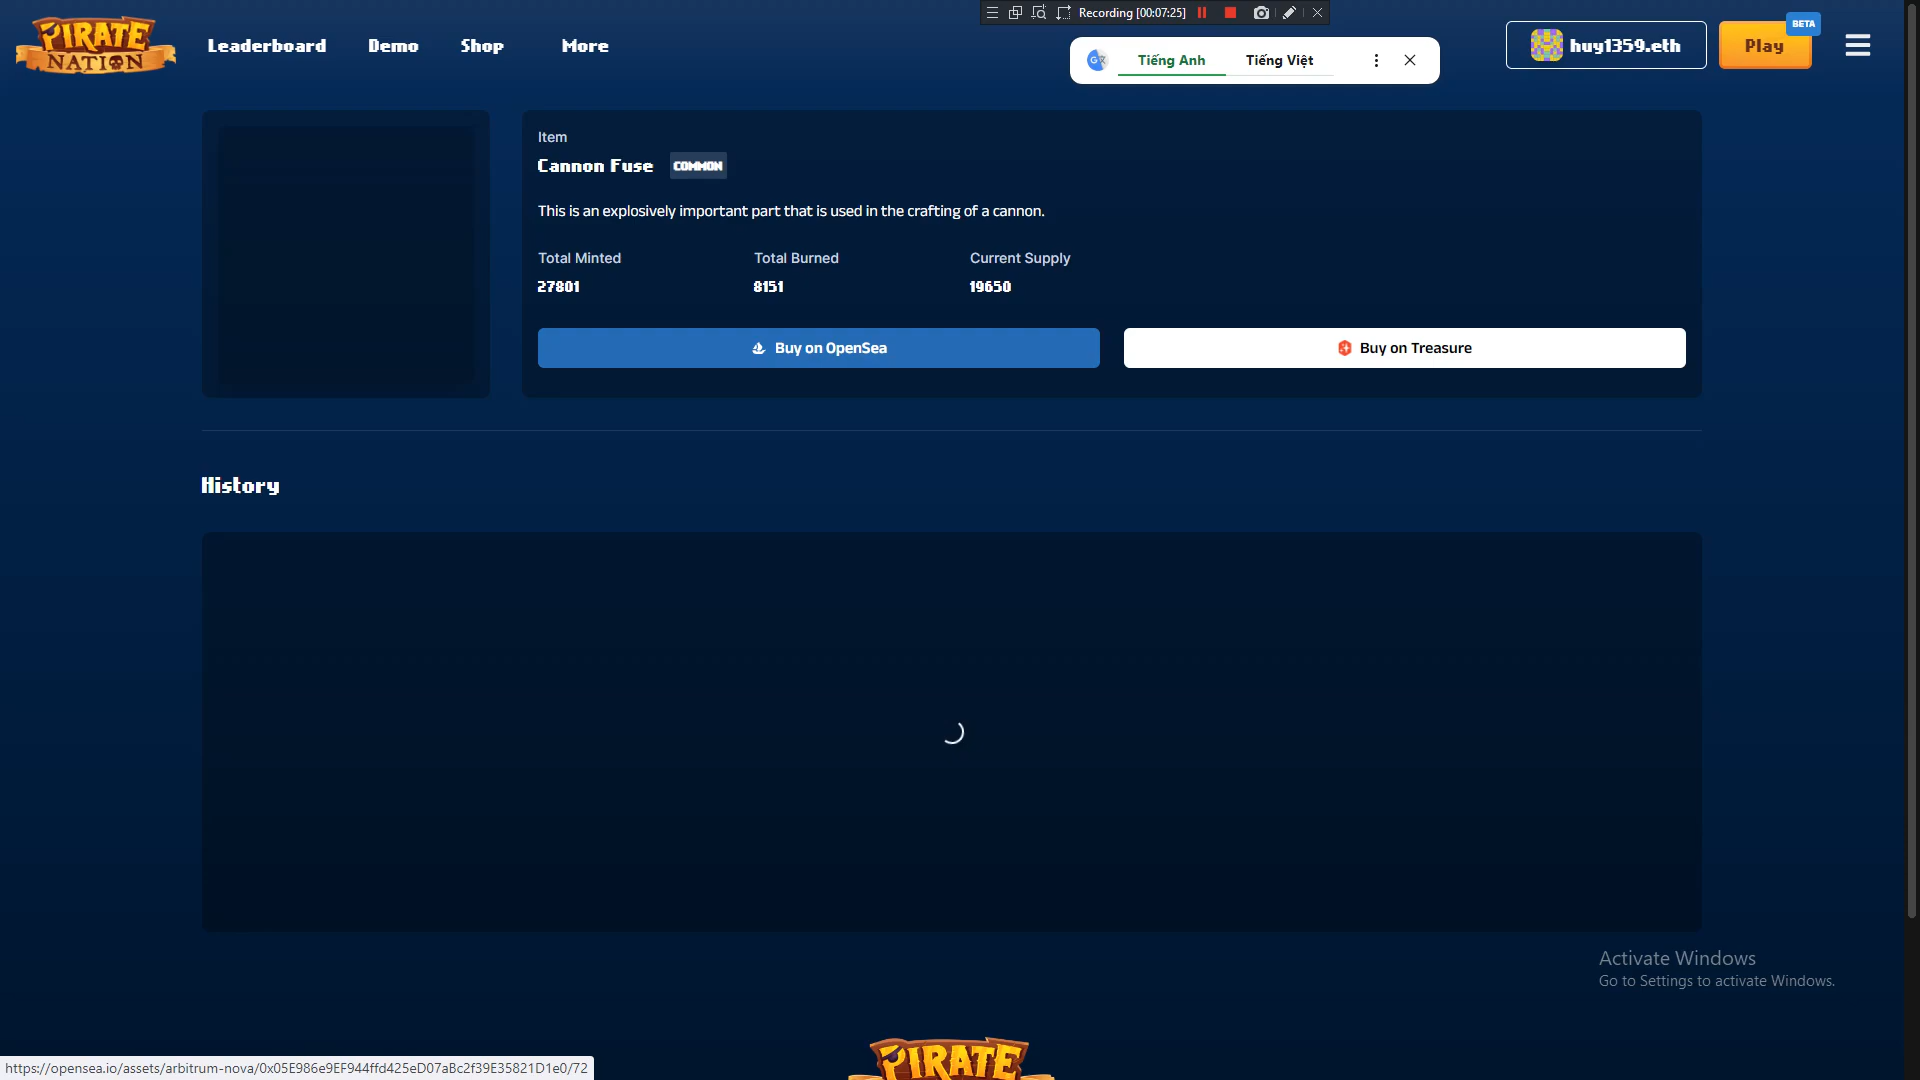 Recording [00:07:25]
PIRATE
NATION
Leaderboard
Demo
Shop
More
Tiếng Anh
Tiếng Việt
huy1359.eth
Play
BETA
Item
Cannon Fuse
COMMON
This is an explosively important part that is used in the crafting of a cannon.
Total Minted
Total Burned
Current Supply
27801
8151
19650
Buy on OpenSea
Buy on Treasure
History
Activate Windows
Go to Settings to activate Windows.
PIRATE
https://opensea.io/assets/arbitrum-nova/0x05E986e9EF944ffd425eD07aBc2f39E35821D1e0/72